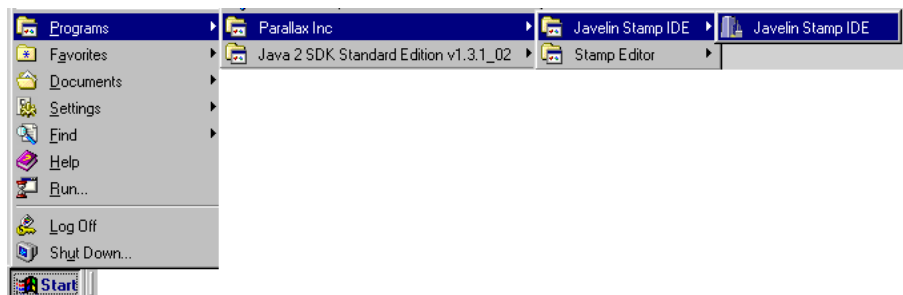 Programs
Parallax Inc
Javelin Stamp IDE
Javelin Stamp IDE
Favorites
Java 2 SDK Standard Edition v1.3.1_02
Stamp Editor
Documents
Settings
Find
Help
Run...
Log Off
Shut Down...
Start